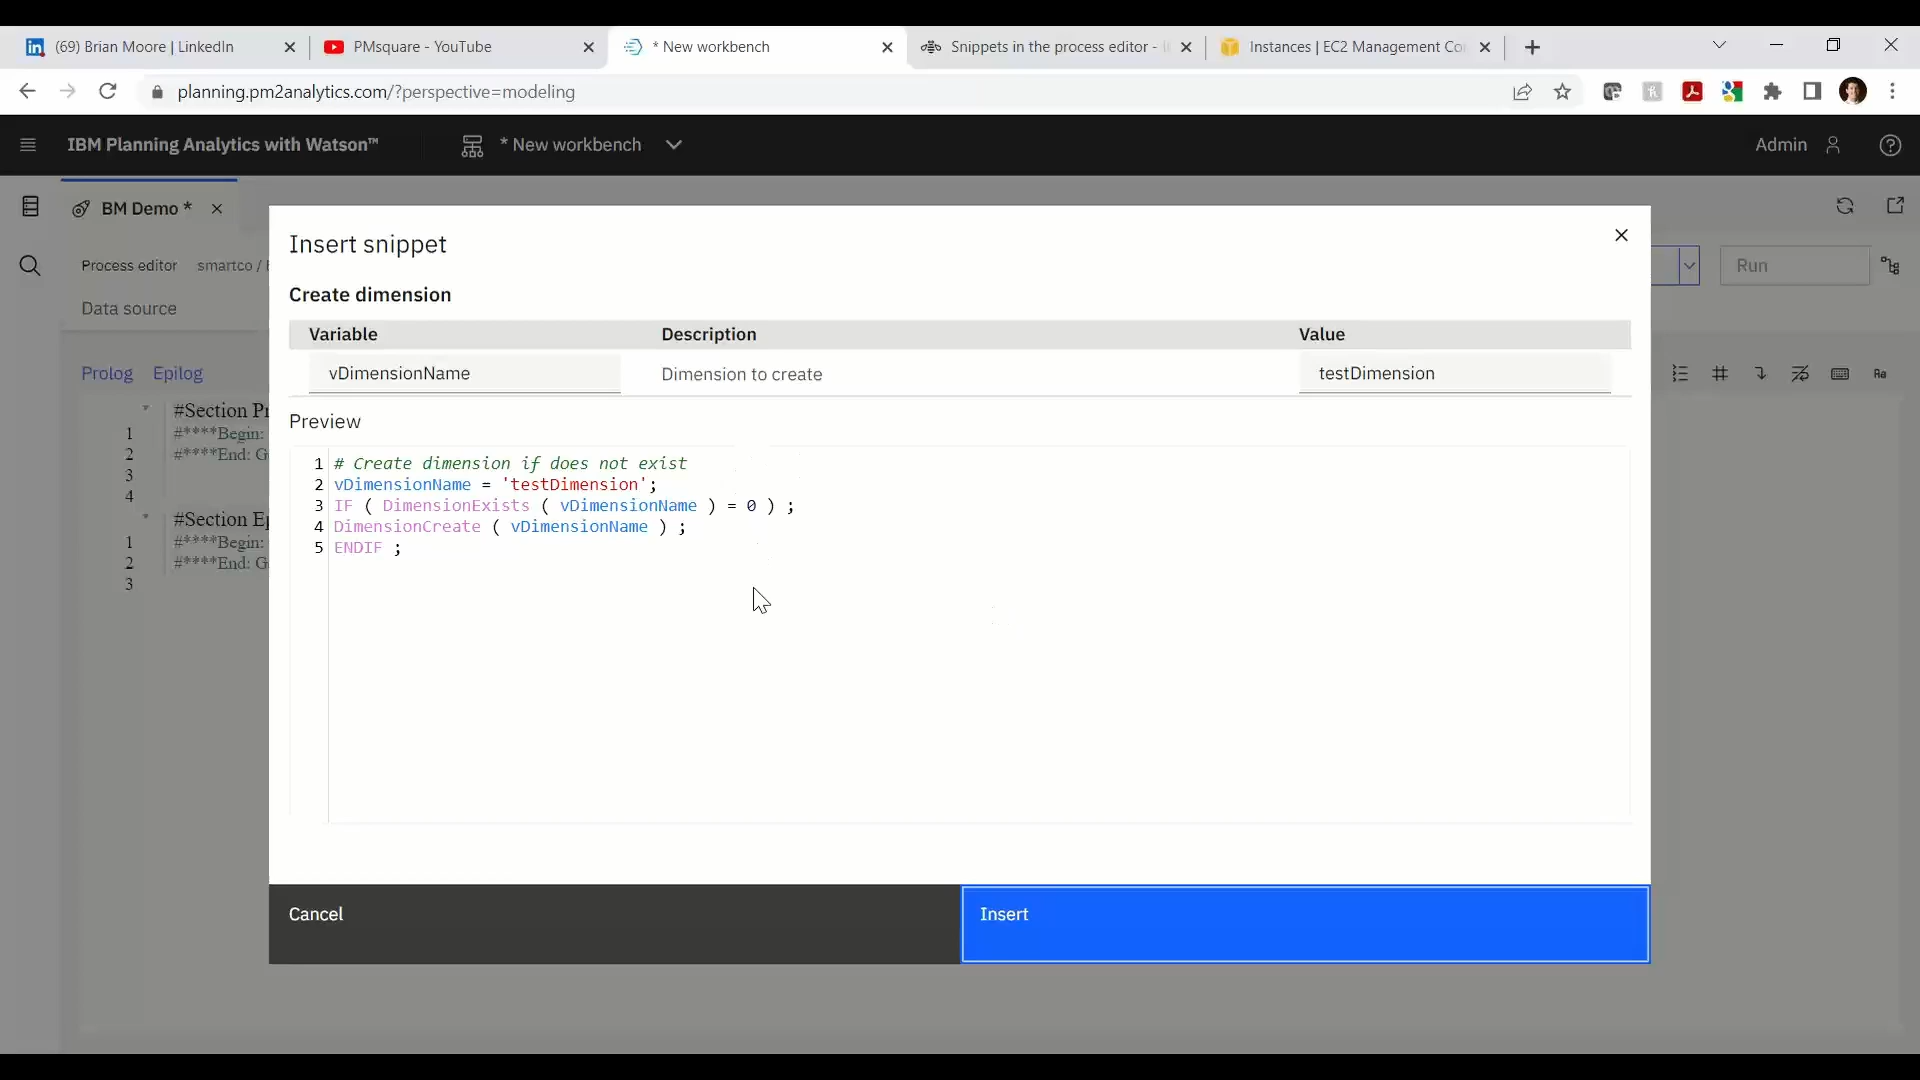 (69) Brian Moore | LinkedIn
PMsquare - YouTube
* New workbench
Snippets in the process editor -
Instances | EC2 Management Co
planning.pm2analytics.com/?perspective=modeling
IBM Planning Analytics with Watson™
* New workbench
Admin
BM Demo *
Process editor
smartco /
Run
Data source
Prolog
Epilog
#Section Pr
1 #****Begin:
2 #****End: G
3
4
#Section Ep
1 #****Begin:
2 #****End: G
3
Insert snippet
Create dimension
Variable Description Value
vDimensionName Dimension to create testDimension
Preview
1 # Create dimension if does not exist
2 vDimensionName = 'testDimension';
3 IF ( DimensionExists ( vDimensionName ) = 0 ) ;
4 DimensionCreate ( vDimensionName ) ;
5 ENDIF ;
Cancel
Insert